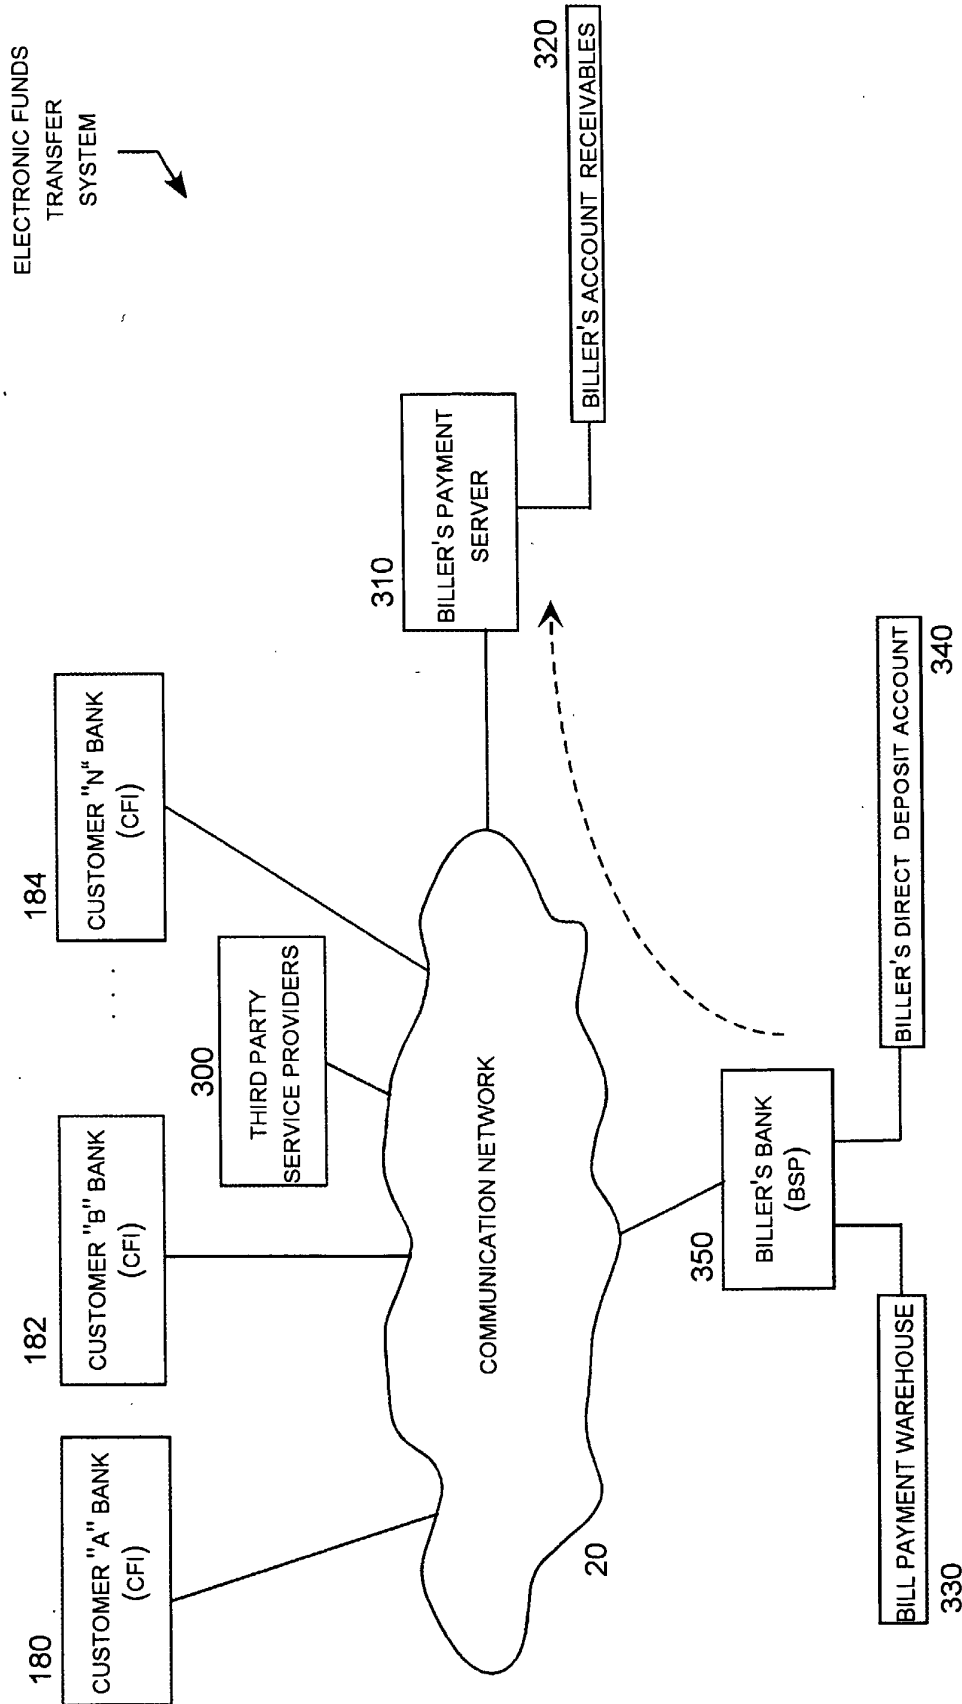 ELECTRONIC FUNDS
TRANSFER
SYSTEM
180
CUSTOMER "A" BANK
(CFI)
182
CUSTOMER "B" BANK
(CFI)
. . .
184
CUSTOMER "N" BANK
(CFI)
300
THIRD PARTY
SERVICE PROVIDERS
COMMUNICATION NETWORK
20
310
BILLER'S PAYMENT
SERVER
320
BILLER'S ACCOUNT RECEIVABLES
350
BILLER'S BANK
(BSP)
BILL PAYMENT WAREHOUSE
330
BILLER'S DIRECT DEPOSIT ACCOUNT
340